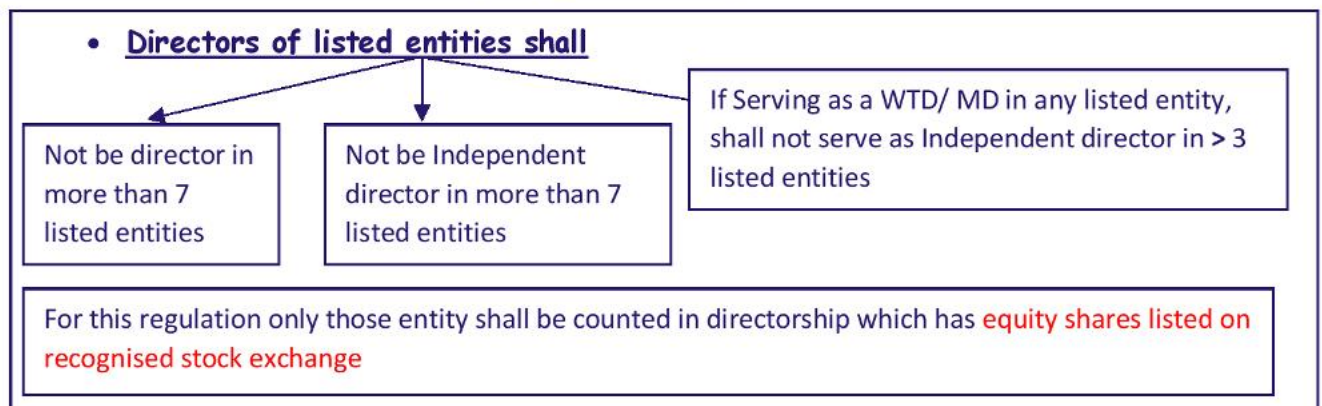 • Directors of listed entities shall
If Serving as a WTD/ MD in any listed entity,
shall not serve as Independent director in > 3
listed entities
Not be director in
more than 7
listed entities
Not be Independent
director in more than 7
listed entities
For this regulation only those entity shall be counted in directorship which has equity shares listed on
recognised stock exchange